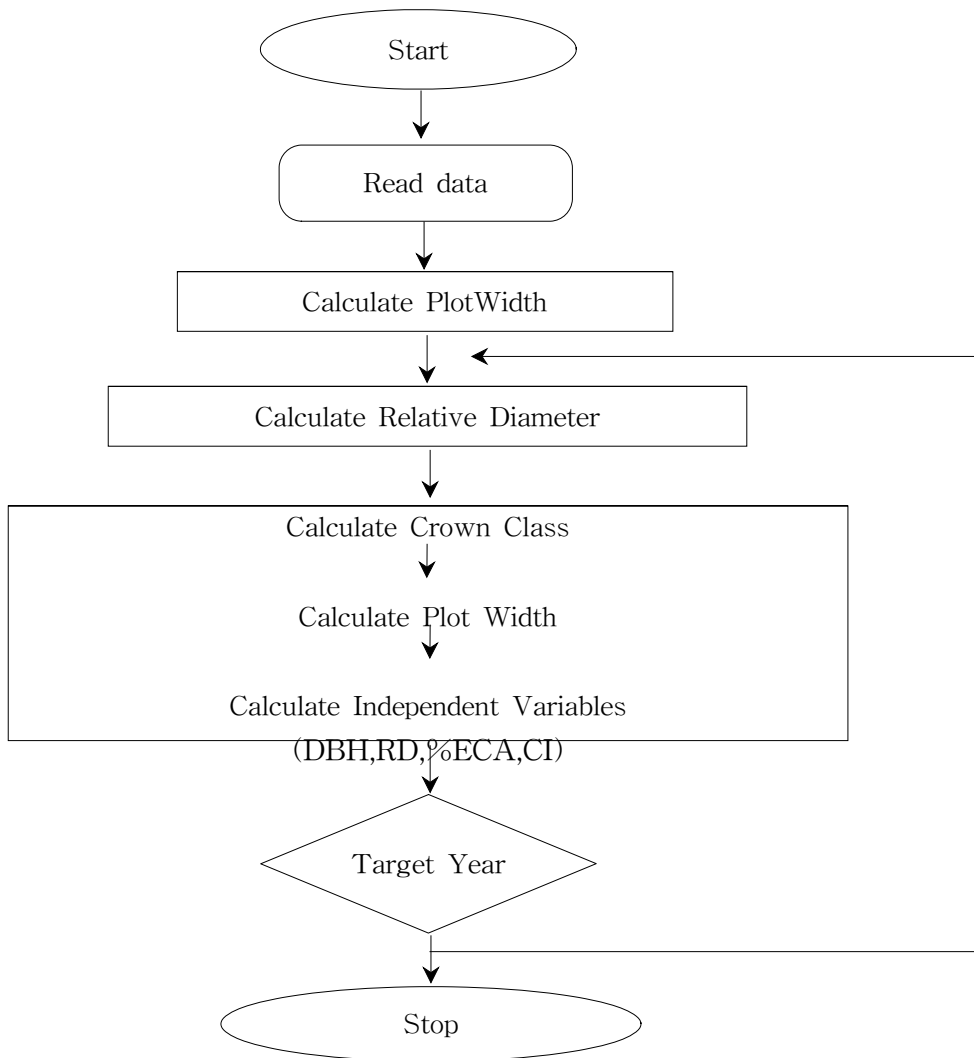 Start
Read data
Calculate PlotWidth
Calculate Relative Diameter
Calculate Crown Class
Calculate Plot Width
Calculate Independent Variables
(DBH,RD,%ECA,CI)
Target Year
Stop